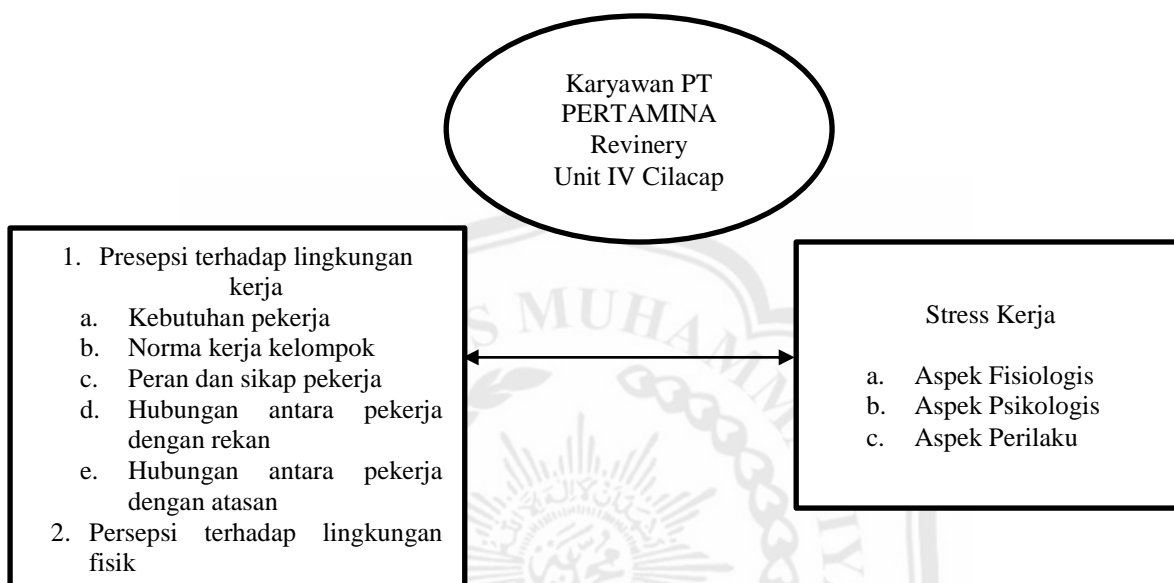 Karyawan PT
PERTAMINA
Revinery
Unit IV Cilacap
1. Presepsi terhadap lingkungan
kerja
a. Kebutuhan pekerja
b. Norma kerja kelompok
c. Peran dan sikap pekerja
d. Hubungan antara pekerja
dengan rekan
e. Hubungan antara pekerja
dengan atasan
2. Persepsi terhadap lingkungan
fisik
Stress Kerja
a. Aspek Fisiologis
b. Aspek Psikologis
c. Aspek Perilaku
S MUHAMM